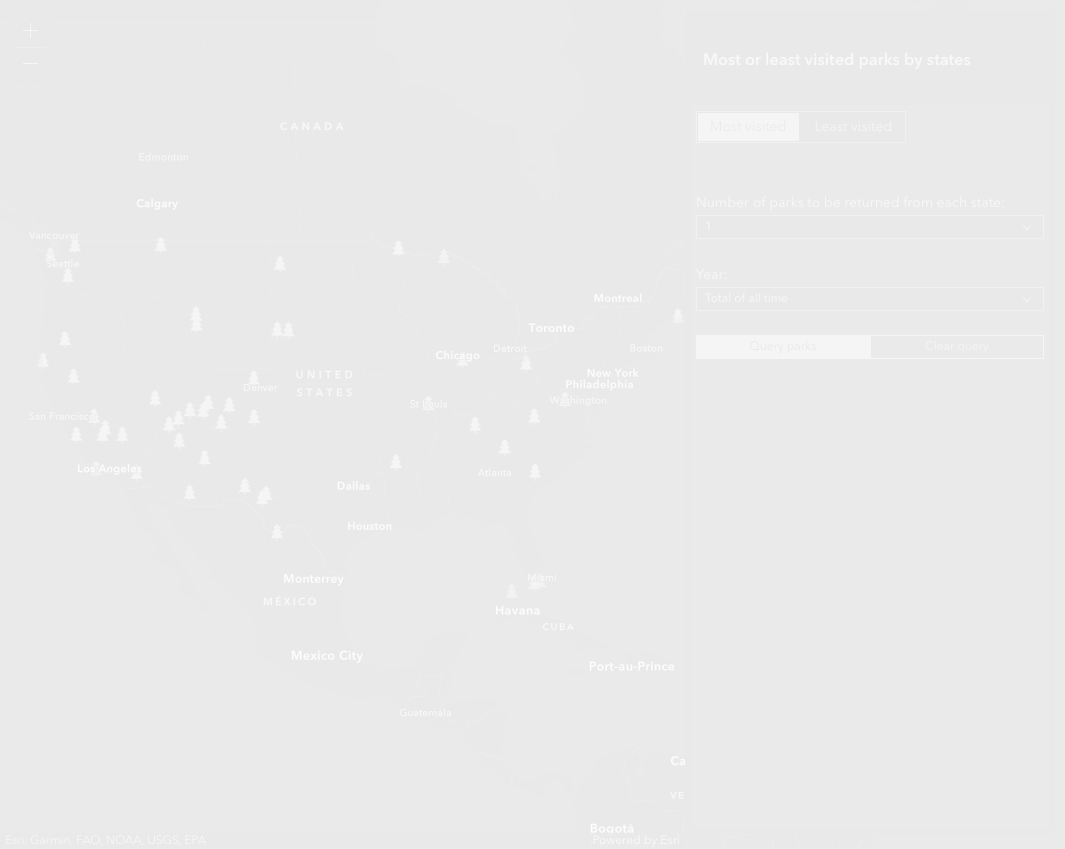 Most or least visited parks by states
Most visited
Least visited
Number of parks to be returned from each state:
1
Year:
Total of all time
Query parks
Clear query
CANADA
Edmonton
Calgary
Vancouver
Seattle
Montreal
Toronto
Detroit
Boston
Chicago
New York
Philadelphia
UNITED
STATES
Denver
St Louis
Washington
San Francisco
Los Angeles
Atlanta
Dallas
Houston
Monterrey
Miami
MÉXICO
Havana
CUBA
Mexico City
Port-au-Prince
Guatemala
Ca
VE
Bogotá
Esri, Garmin, FAO, NOAA, USGS, EPA
Powered by Esri